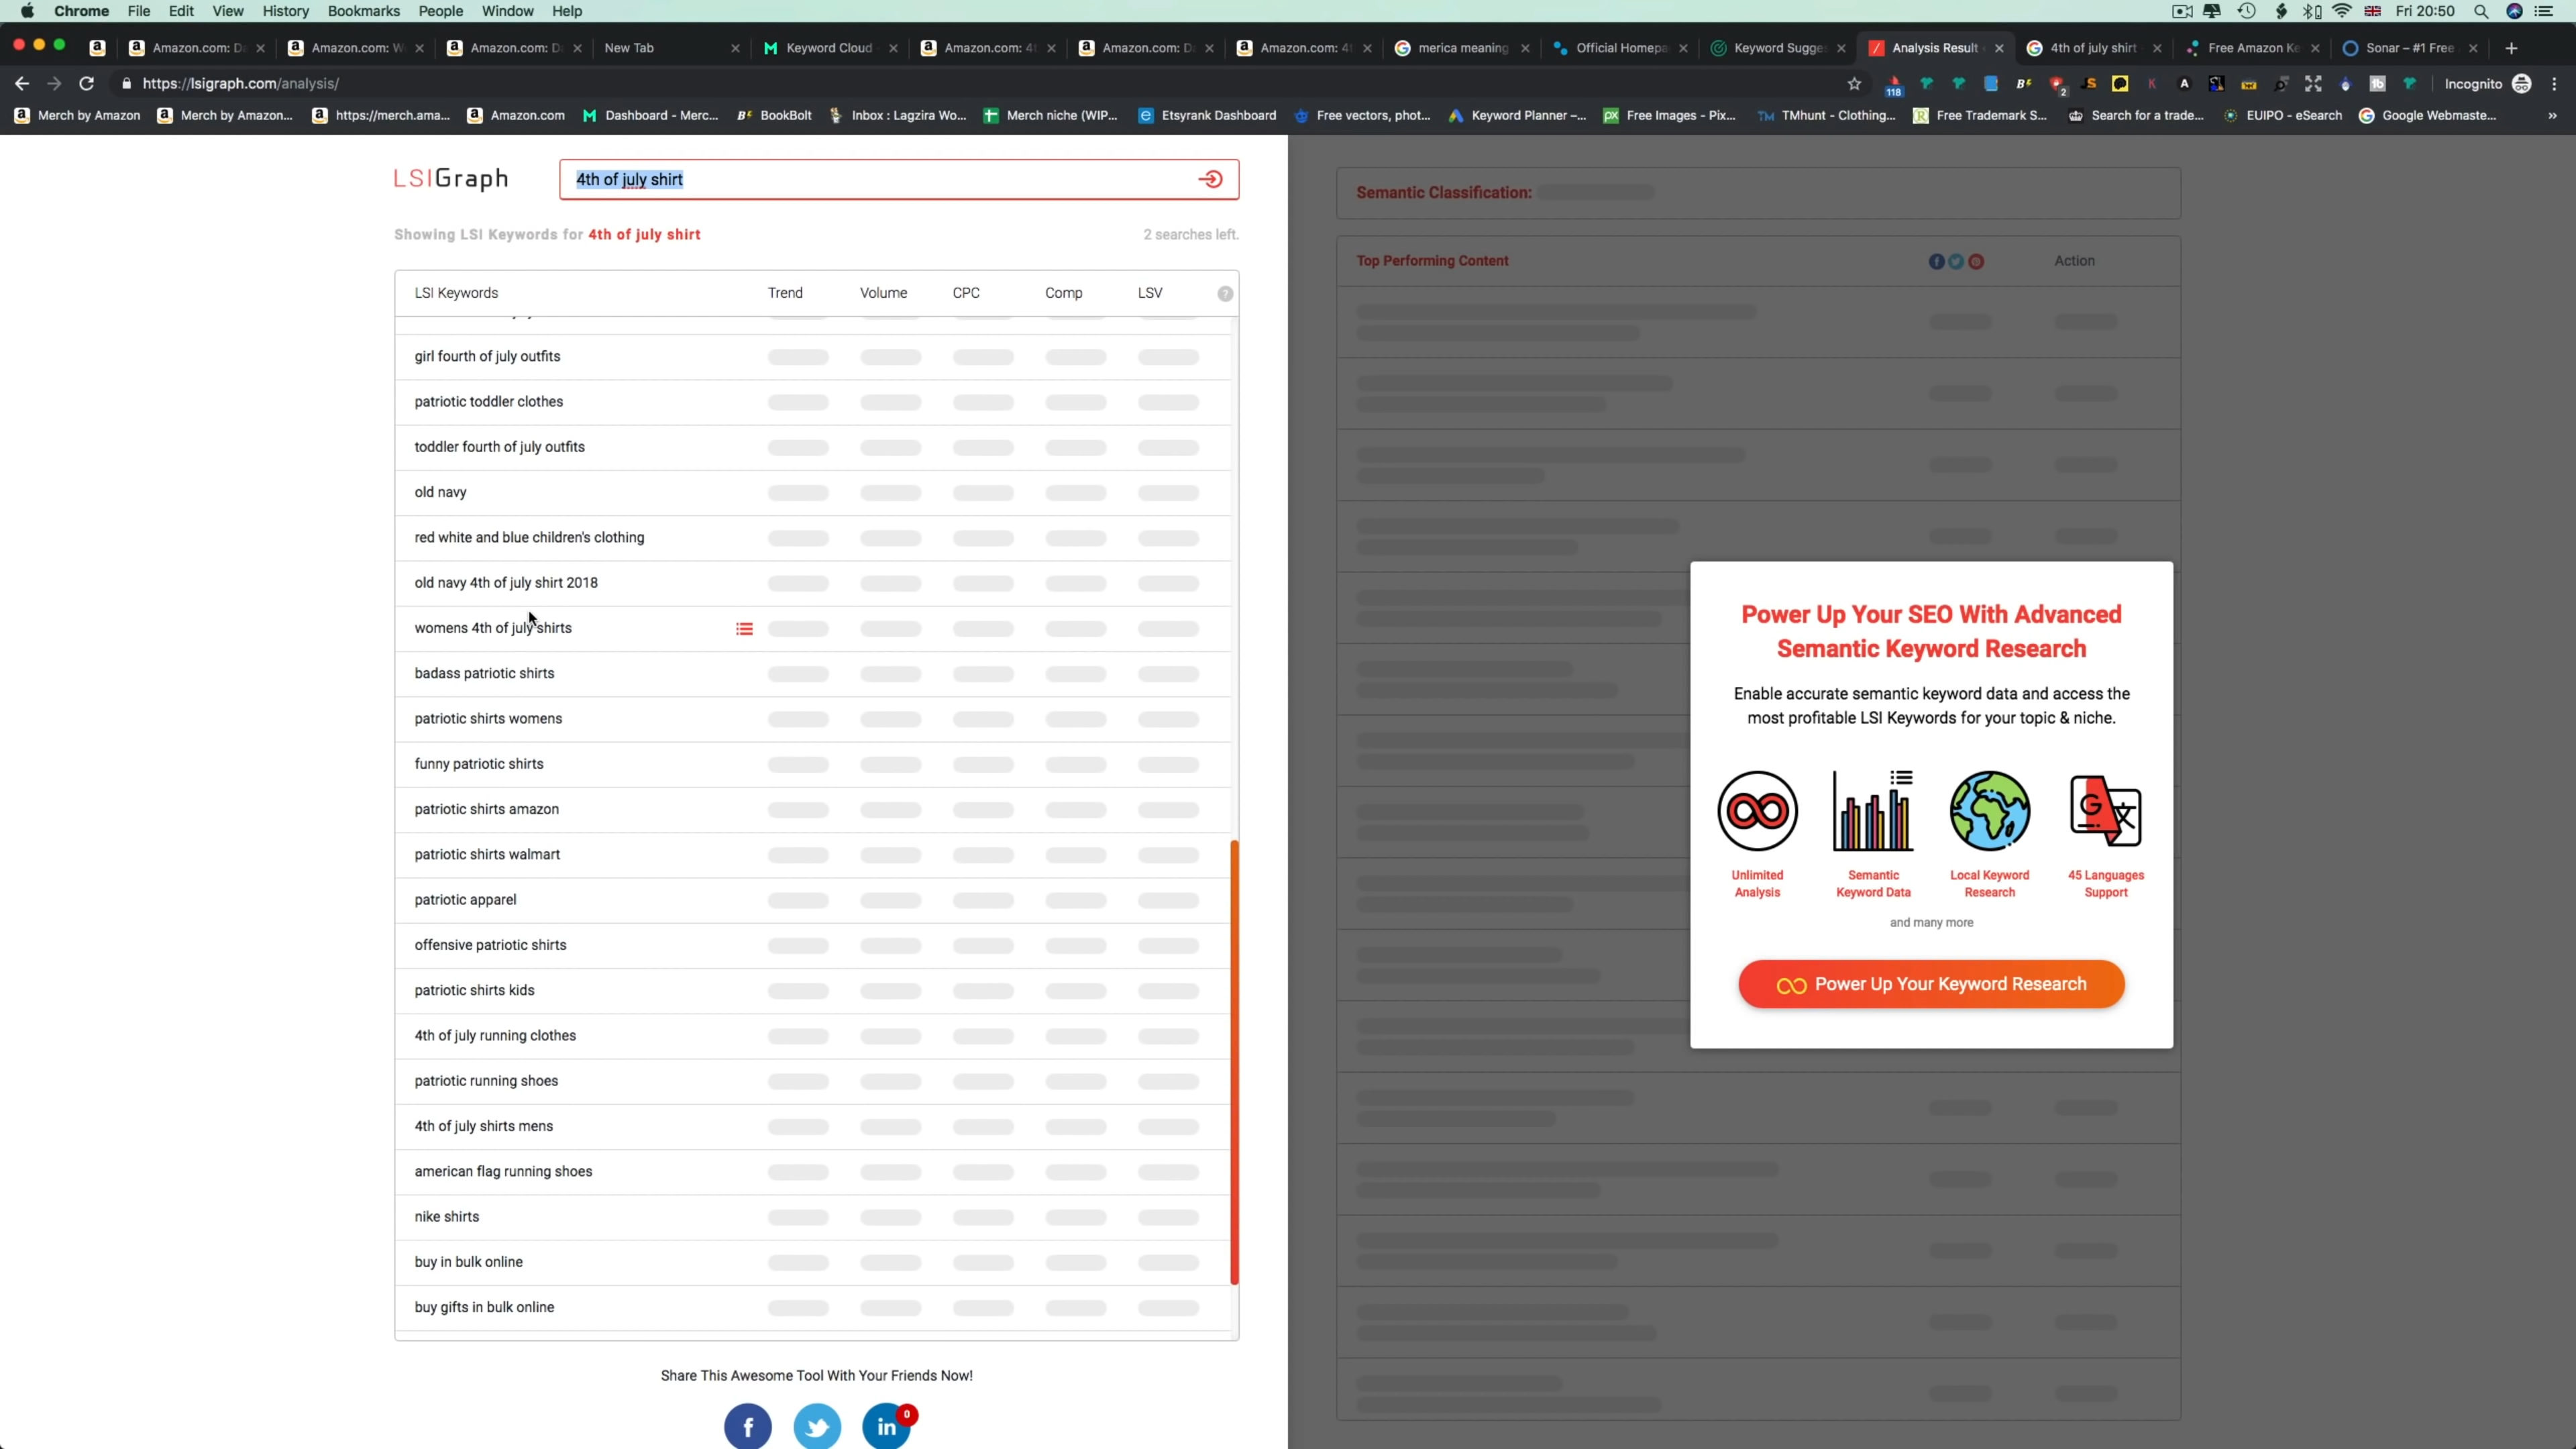 Chrome File Edit View History Bookmarks People Window Help
Fri 20:50
Amazon.com: D
Amazon.com: W
Amazon.com: D
New Tab
Keyword Cloud
Amazon.com: 4
Amazon.com: D
Amazon.com: 4
merica meaning
Official Homepa
Keyword Sugge
Analysis Result
4th of july shirt
Free Amazon Ke
Sonar – #1 Free
https://lsigraph.com/analysis/
118
2
Incognito
Merch by Amazon
Merch by Amazon...
https://merch.ama...
Amazon.com
Dashboard - Merc...
BookBolt
Inbox : Lagzira Wo...
Merch niche (WIP...
Etsyrank Dashboard
Free vectors, phot...
Keyword Planner –...
Free Images - Pix...
TMhunt - Clothing...
Free Trademark S...
Search for a trade...
EUIPO - eSearch
Google Webmaste...
»
LSIGraph
4th of july shirt
Showing LSI Keywords for 4th of july shirt
2 searches left.
LSI Keywords Trend Volume CPC Comp LSV ?
girl fourth of july outfits
patriotic toddler clothes
toddler fourth of july outfits
old navy
red white and blue children's clothing
old navy 4th of july shirt 2018
womens 4th of july shirts
badass patriotic shirts
patriotic shirts womens
funny patriotic shirts
patriotic shirts amazon
patriotic shirts walmart
patriotic apparel
offensive patriotic shirts
patriotic shirts kids
4th of july running clothes
patriotic running shoes
4th of july shirts mens
american flag running shoes
nike shirts
buy in bulk online
buy gifts in bulk online
Share This Awesome Tool With Your Friends Now!
0
Semantic Classification:
Top Performing Content
Action
Power Up Your SEO With Advanced
Semantic Keyword Research
Enable accurate semantic keyword data and access the
most profitable LSI Keywords for your topic & niche.
Unlimited
Analysis
Semantic
Keyword Data
Local Keyword
Research
45 Languages
Support
and many more
Power Up Your Keyword Research